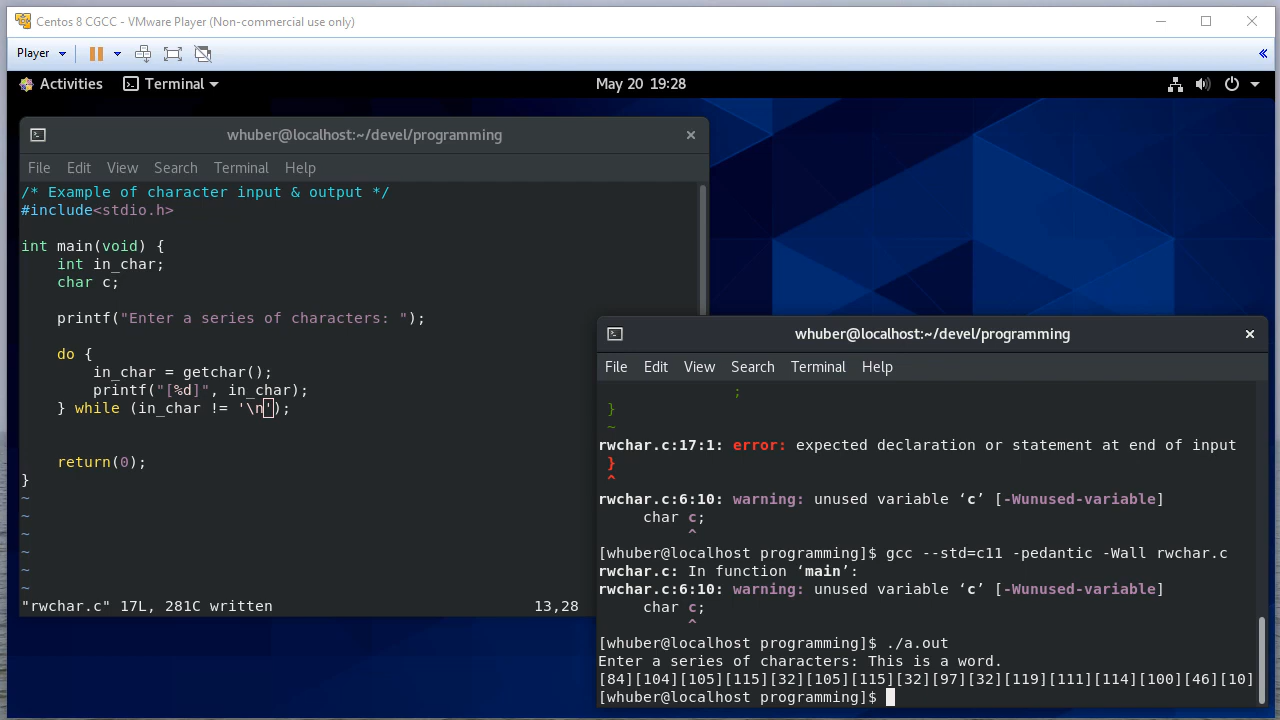 Centos 8 CGCC - VMware Player (Non-commercial use only)
Player
Activities Terminal May 20 19:28
whuber@localhost:~/devel/programming
File Edit View Search Terminal Help
/* Example of character input & output */
#include<stdio.h>
int main(void) {
    int in_char;
    char c;
    printf("Enter a series of characters: ");
    do {
        in_char = getchar();
        printf("[%d]", in_char);
    } while (in_char != '\n');
    return(0);
}
~
~
~
~
~
~
"rwchar.c" 17L, 281C written 13,28
whuber@localhost:~/devel/programming
File Edit View Search Terminal Help
;
}
~
rwchar.c:17:1: error: expected declaration or statement at end of input
}
^
rwchar.c:6:10: warning: unused variable ‘c’ [-Wunused-variable]
char c;
^
[whuber@localhost programming]$ gcc --std=c11 -pedantic -Wall rwchar.c
rwchar.c: In function ‘main’:
rwchar.c:6:10: warning: unused variable ‘c’ [-Wunused-variable]
char c;
^
[whuber@localhost programming]$ ./a.out
Enter a series of characters: This is a word.
[84][104][105][115][32][105][115][32][97][32][119][111][114][100][46][10]
[whuber@localhost programming]$